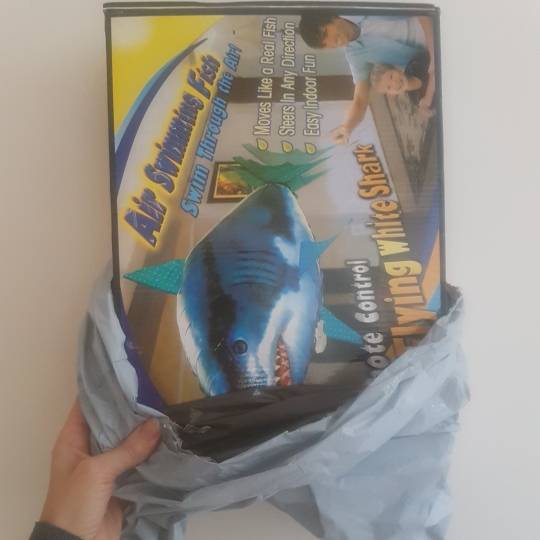 Air Swimming Fish
Swim Through the Air!
Moves Like a Real Fish
Steers In Any Direction
Easy Indoor Fun
ote Control
Flying White Shark